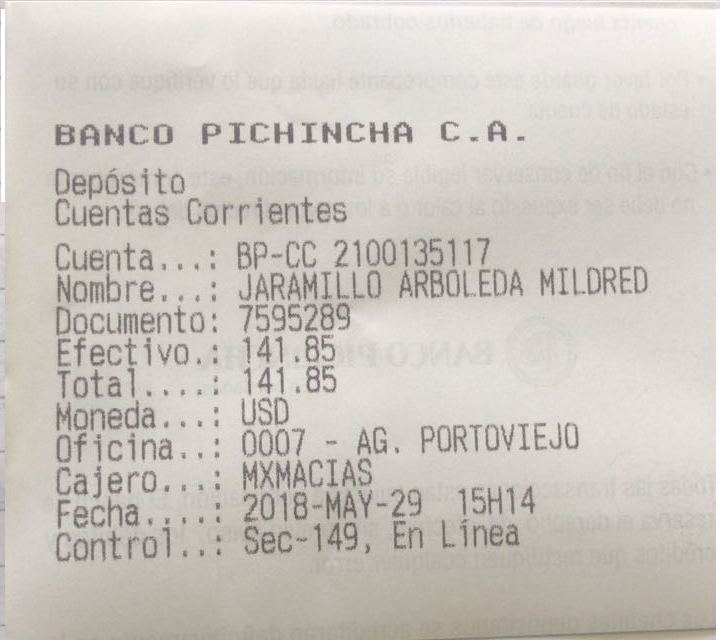 BANCO PICHINCHA C.A.
Depósito
Cuentas Corrientes
Cuenta...: BP-CC 2100135117
Nombre...: JARAMILLO ARBOLEDA MILDRED
Documento: 7595289
Efectivo.: 141.85
Total....: 141.85
Moneda...: USD
Oficina..: 0007 - AG. PORTOVIEJO
Cajero...: MXMACIAS
Fecha....: 2018-MAY-29 15H14
Control..: Sec-149, En Linea